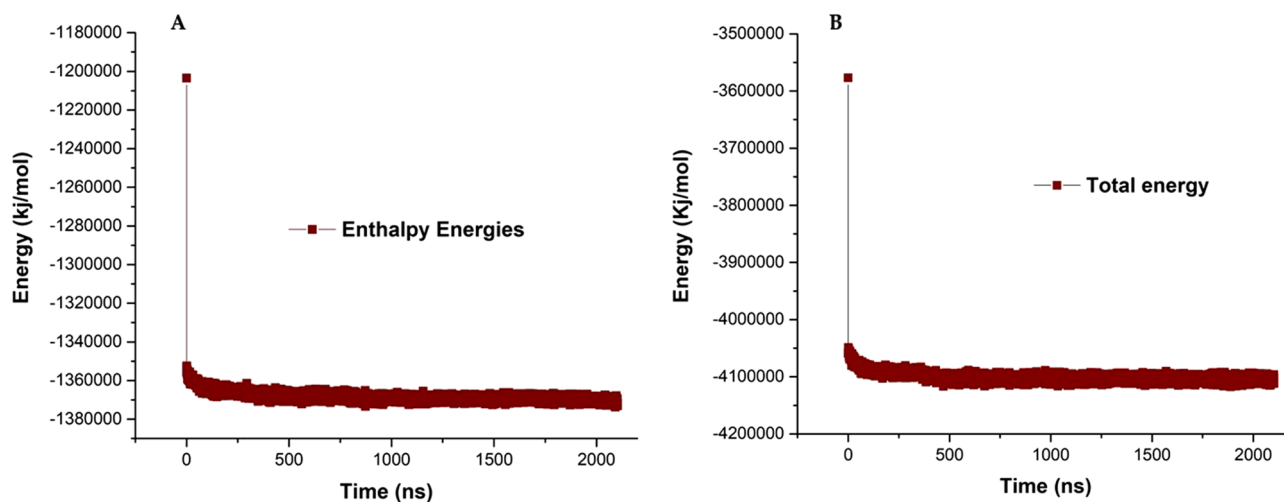 A
Energy (kj/mol)
-1180000
-1200000
-1220000
-1240000
-1260000
-1280000
-1300000
-1320000
-1340000
-1360000
-1380000
Enthalpy Energies
0 500 1000 1500 2000
Time (ns)
B
Energy (Kj/mol)
-3500000
-3600000
-3700000
-3800000
-3900000
-4000000
-4100000
-4200000
Total energy
0 500 1000 1500 2000
Time (ns)